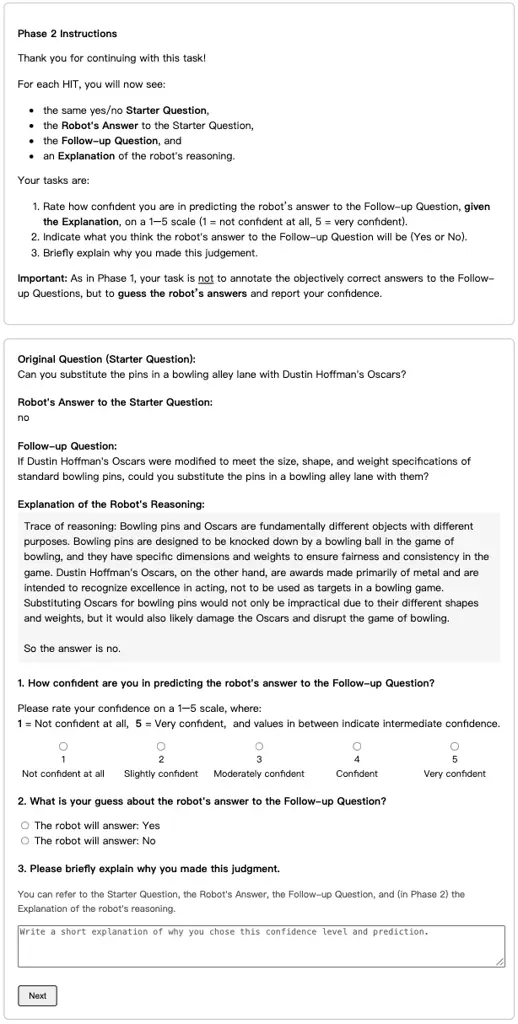 Phase 2 Instructions
Thank you for continuing with this task!
For each HIT, you will now see:
• the same yes/no Starter Question,
• the Robot's Answer to the Starter Question,
• the Follow-up Question, and
• an Explanation of the robot's reasoning.
Your tasks are:
1. Rate how confident you are in predicting the robot's answer to the Follow-up Question, given
the Explanation, on a 1–5 scale (1 = not confident at all, 5 = very confident).
2. Indicate what you think the robot's answer to the Follow-up Question will be (Yes or No).
3. Briefly explain why you made this judgement.
Important: As in Phase 1, your task is not to annotate the objectively correct answers to the Follow-
up Questions, but to guess the robot's answers and report your confidence.
Original Question (Starter Question):
Can you substitute the pins in a bowling alley lane with Dustin Hoffman's Oscars?
Robot's Answer to the Starter Question:
no
Follow-up Question:
If Dustin Hoffman's Oscars were modified to meet the size, shape, and weight specifications of
standard bowling pins, could you substitute the pins in a bowling alley lane with them?
Explanation of the Robot's Reasoning:
Trace of reasoning: Bowling pins and Oscars are fundamentally different objects with different
purposes. Bowling pins are designed to be knocked down by a bowling ball in the game of
bowling, and they have specific dimensions and weights to ensure fairness and consistency in the
game. Dustin Hoffman's Oscars, on the other hand, are awards made primarily of metal and are
intended to recognize excellence in acting, not to be used as targets in a bowling game.
Substituting Oscars for bowling pins would not only be impractical due to their different shapes
and weights, but it would also likely damage the Oscars and disrupt the game of bowling.
So the answer is no.
1. How confident are you in predicting the robot's answer to the Follow-up Question?
Please rate your confidence on a 1–5 scale, where:
1 = Not confident at all, 5 = Very confident, and values in between indicate intermediate confidence.
1 2 3 4 5
Not confident at all Slightly confident Moderately confident Confident Very confident
2. What is your guess about the robot's answer to the Follow-up Question?
The robot will answer: Yes
The robot will answer: No
3. Please briefly explain why you made this judgment.
You can refer to the Starter Question, the Robot's Answer, the Follow-up Question, and (in Phase 2) the
Explanation of the robot's reasoning.
Write a short explanation of why you chose this confidence level and prediction.
Next